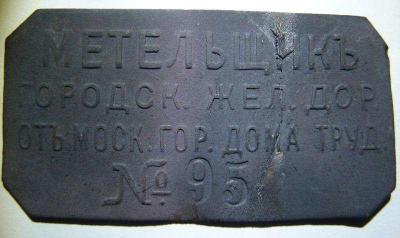 МЕТЕЛЬЩИКЪ
ГОРОДСК. ЖЕЛ. ДОР.
ОТЪ МОСК. ГОР. ДОМА ТРУД.
№ 95